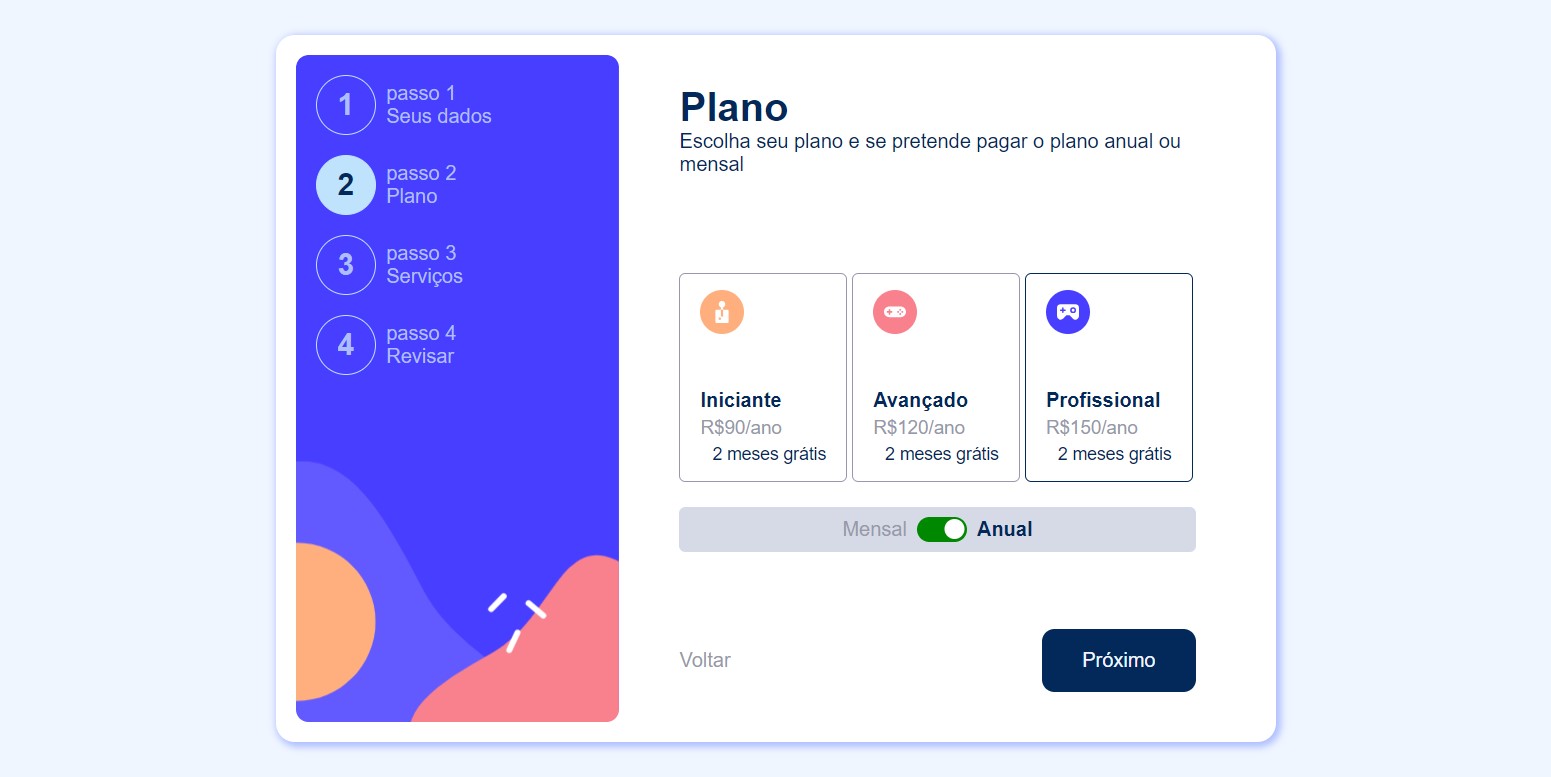 1
passo 1
Seus dados
2
passo 2
Plano
3
passo 3
Serviços
4
passo 4
Revisar
Plano
Escolha seu plano e se pretende pagar o plano anual ou
mensal
Iniciante
R$90/ano
2 meses grátis
Avançado
R$120/ano
2 meses grátis
Profissional
R$150/ano
2 meses grátis
Mensal
Anual
Voltar
Próximo